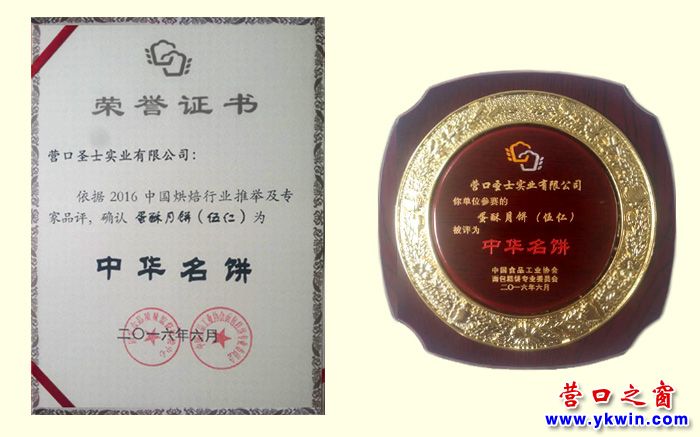 荣誉证书
营口圣士实业有限公司：
依据 2016 中国烘焙行业推举及专
家品评，确认 蛋酥月饼（伍仁）为
中华名饼
二〇一六年六月
营口圣士实业有限公司
你单位参赛的
蛋酥月饼（伍仁）
被评为
中华名饼
中国食品工业协会
面包糕饼专业委员会
二〇一六年六月
营口之窗
www.ykwin.com